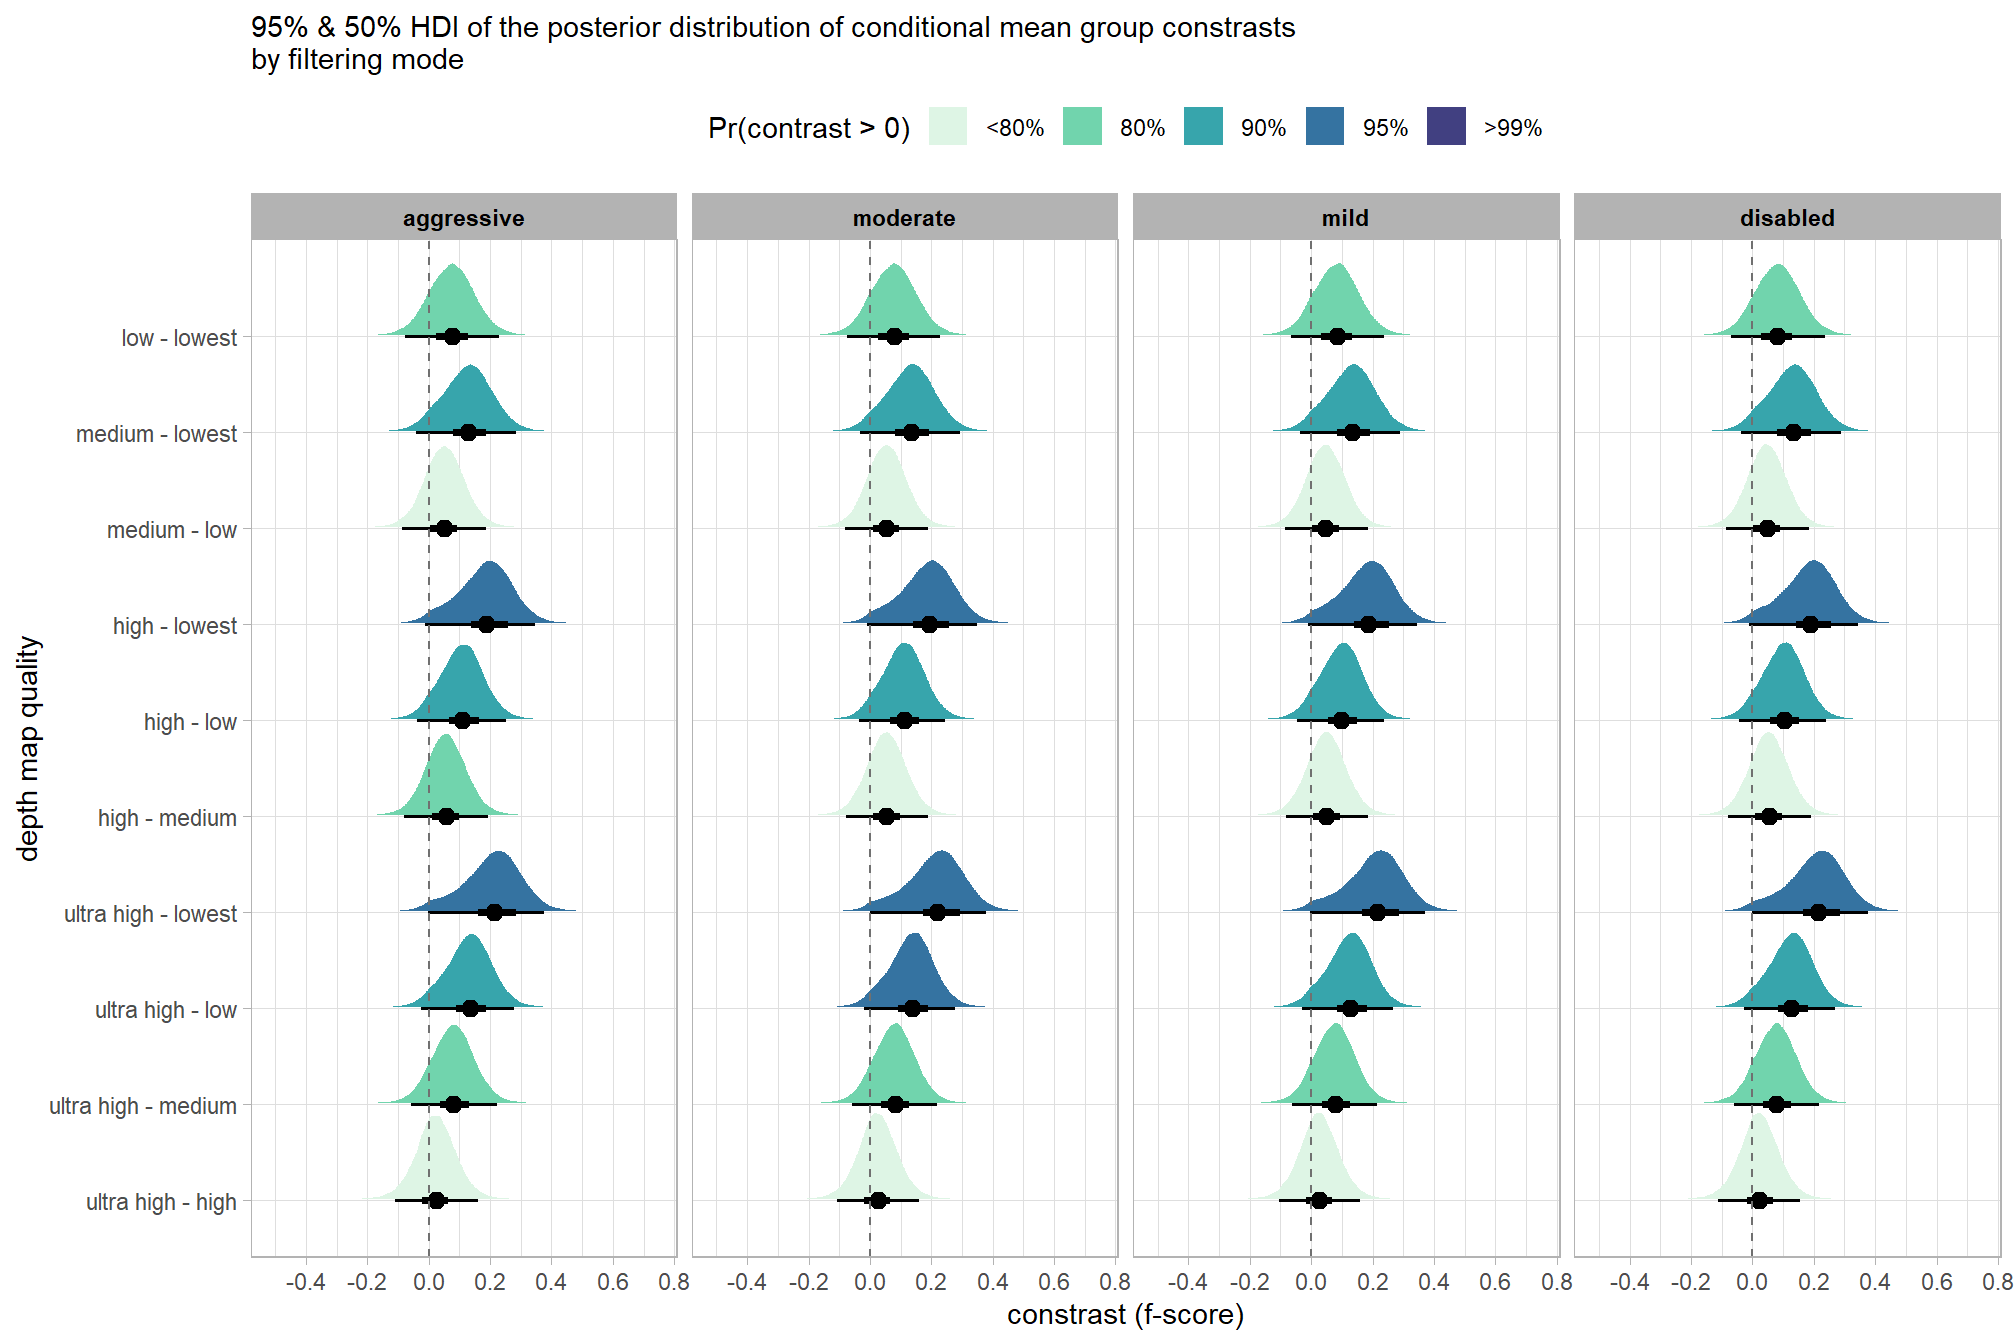 95% & 50% HDI of the posterior distribution of conditional mean group constrasts
by filtering mode
Pr(contrast > 0) <80% 80% 90% 95% >99%
aggressive moderate mild disabled
depth map quality
low - lowest
medium - lowest
medium - low
high - lowest
high - low
high - medium
ultra high - lowest
ultra high - low
ultra high - medium
ultra high - high
-0.4 -0.2 0.0 0.2 0.4 0.6 0.8 -0.4 -0.2 0.0 0.2 0.4 0.6 0.8 -0.4 -0.2 0.0 0.2 0.4 0.6 0.8 -0.4 -0.2 0.0 0.2 0.4 0.6 0.8
constrast (f-score)